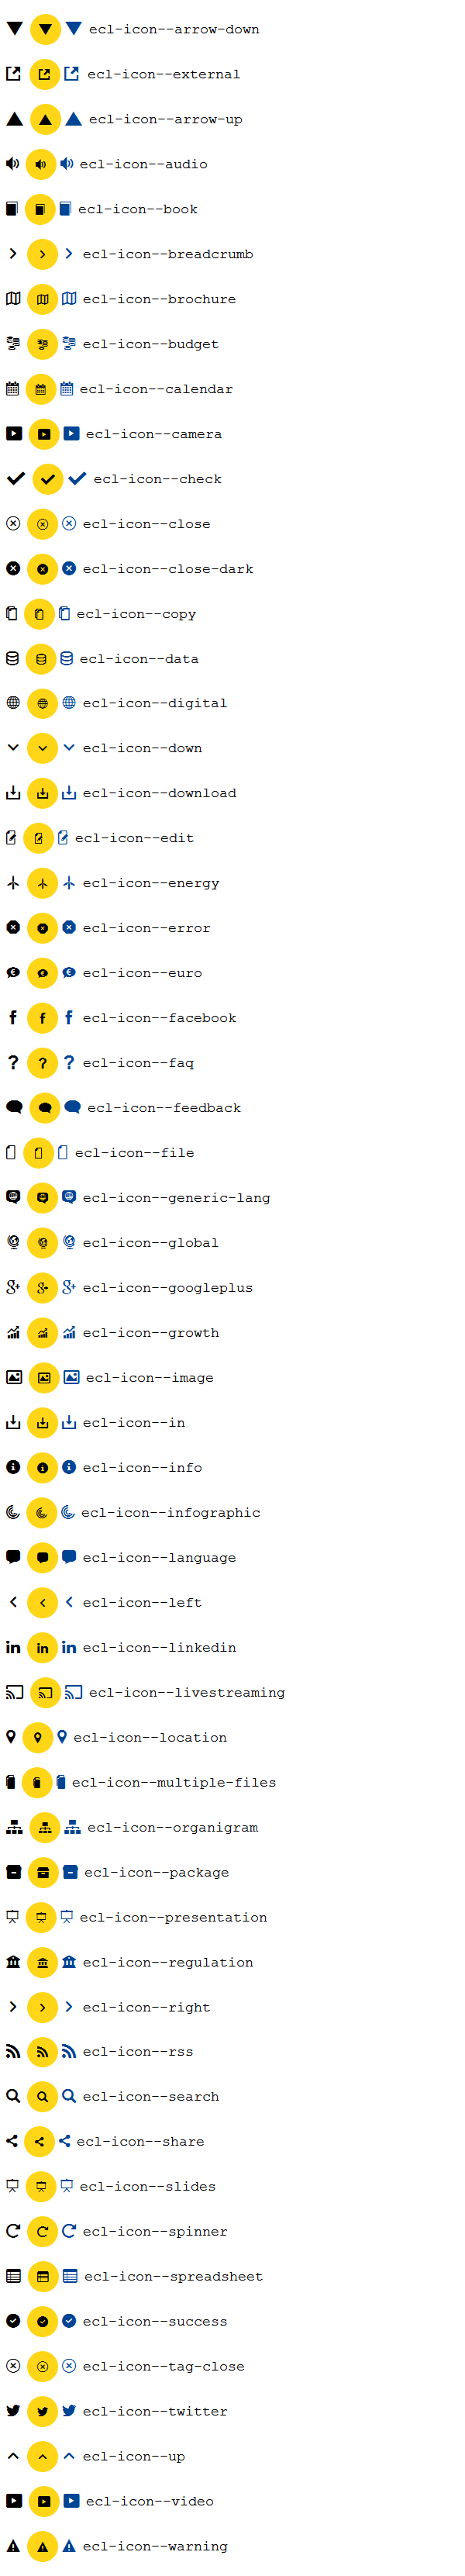 ecl-icon--arrow-down
ecl-icon--external
ecl-icon--arrow-up
ecl-icon--audio
ecl-icon--book
ecl-icon--breadcrumb
ecl-icon--brochure
ecl-icon--budget
ecl-icon--calendar
ecl-icon--camera
ecl-icon--check
ecl-icon--close
ecl-icon--close-dark
ecl-icon--copy
ecl-icon--data
ecl-icon--digital
ecl-icon--down
ecl-icon--download
ecl-icon--edit
ecl-icon--energy
ecl-icon--error
ecl-icon--euro
ecl-icon--facebook
ecl-icon--faq
ecl-icon--feedback
ecl-icon--file
ecl-icon--generic-lang
ecl-icon--global
ecl-icon--googleplus
ecl-icon--growth
ecl-icon--image
ecl-icon--in
ecl-icon--info
ecl-icon--infographic
ecl-icon--language
ecl-icon--left
ecl-icon--linkedin
ecl-icon--livestreaming
ecl-icon--location
ecl-icon--multiple-files
ecl-icon--organigram
ecl-icon--package
ecl-icon--presentation
ecl-icon--regulation
ecl-icon--right
ecl-icon--rss
ecl-icon--search
ecl-icon--share
ecl-icon--slides
ecl-icon--spinner
ecl-icon--spreadsheet
ecl-icon--success
ecl-icon--tag-close
ecl-icon--twitter
ecl-icon--up
ecl-icon--video
ecl-icon--warning